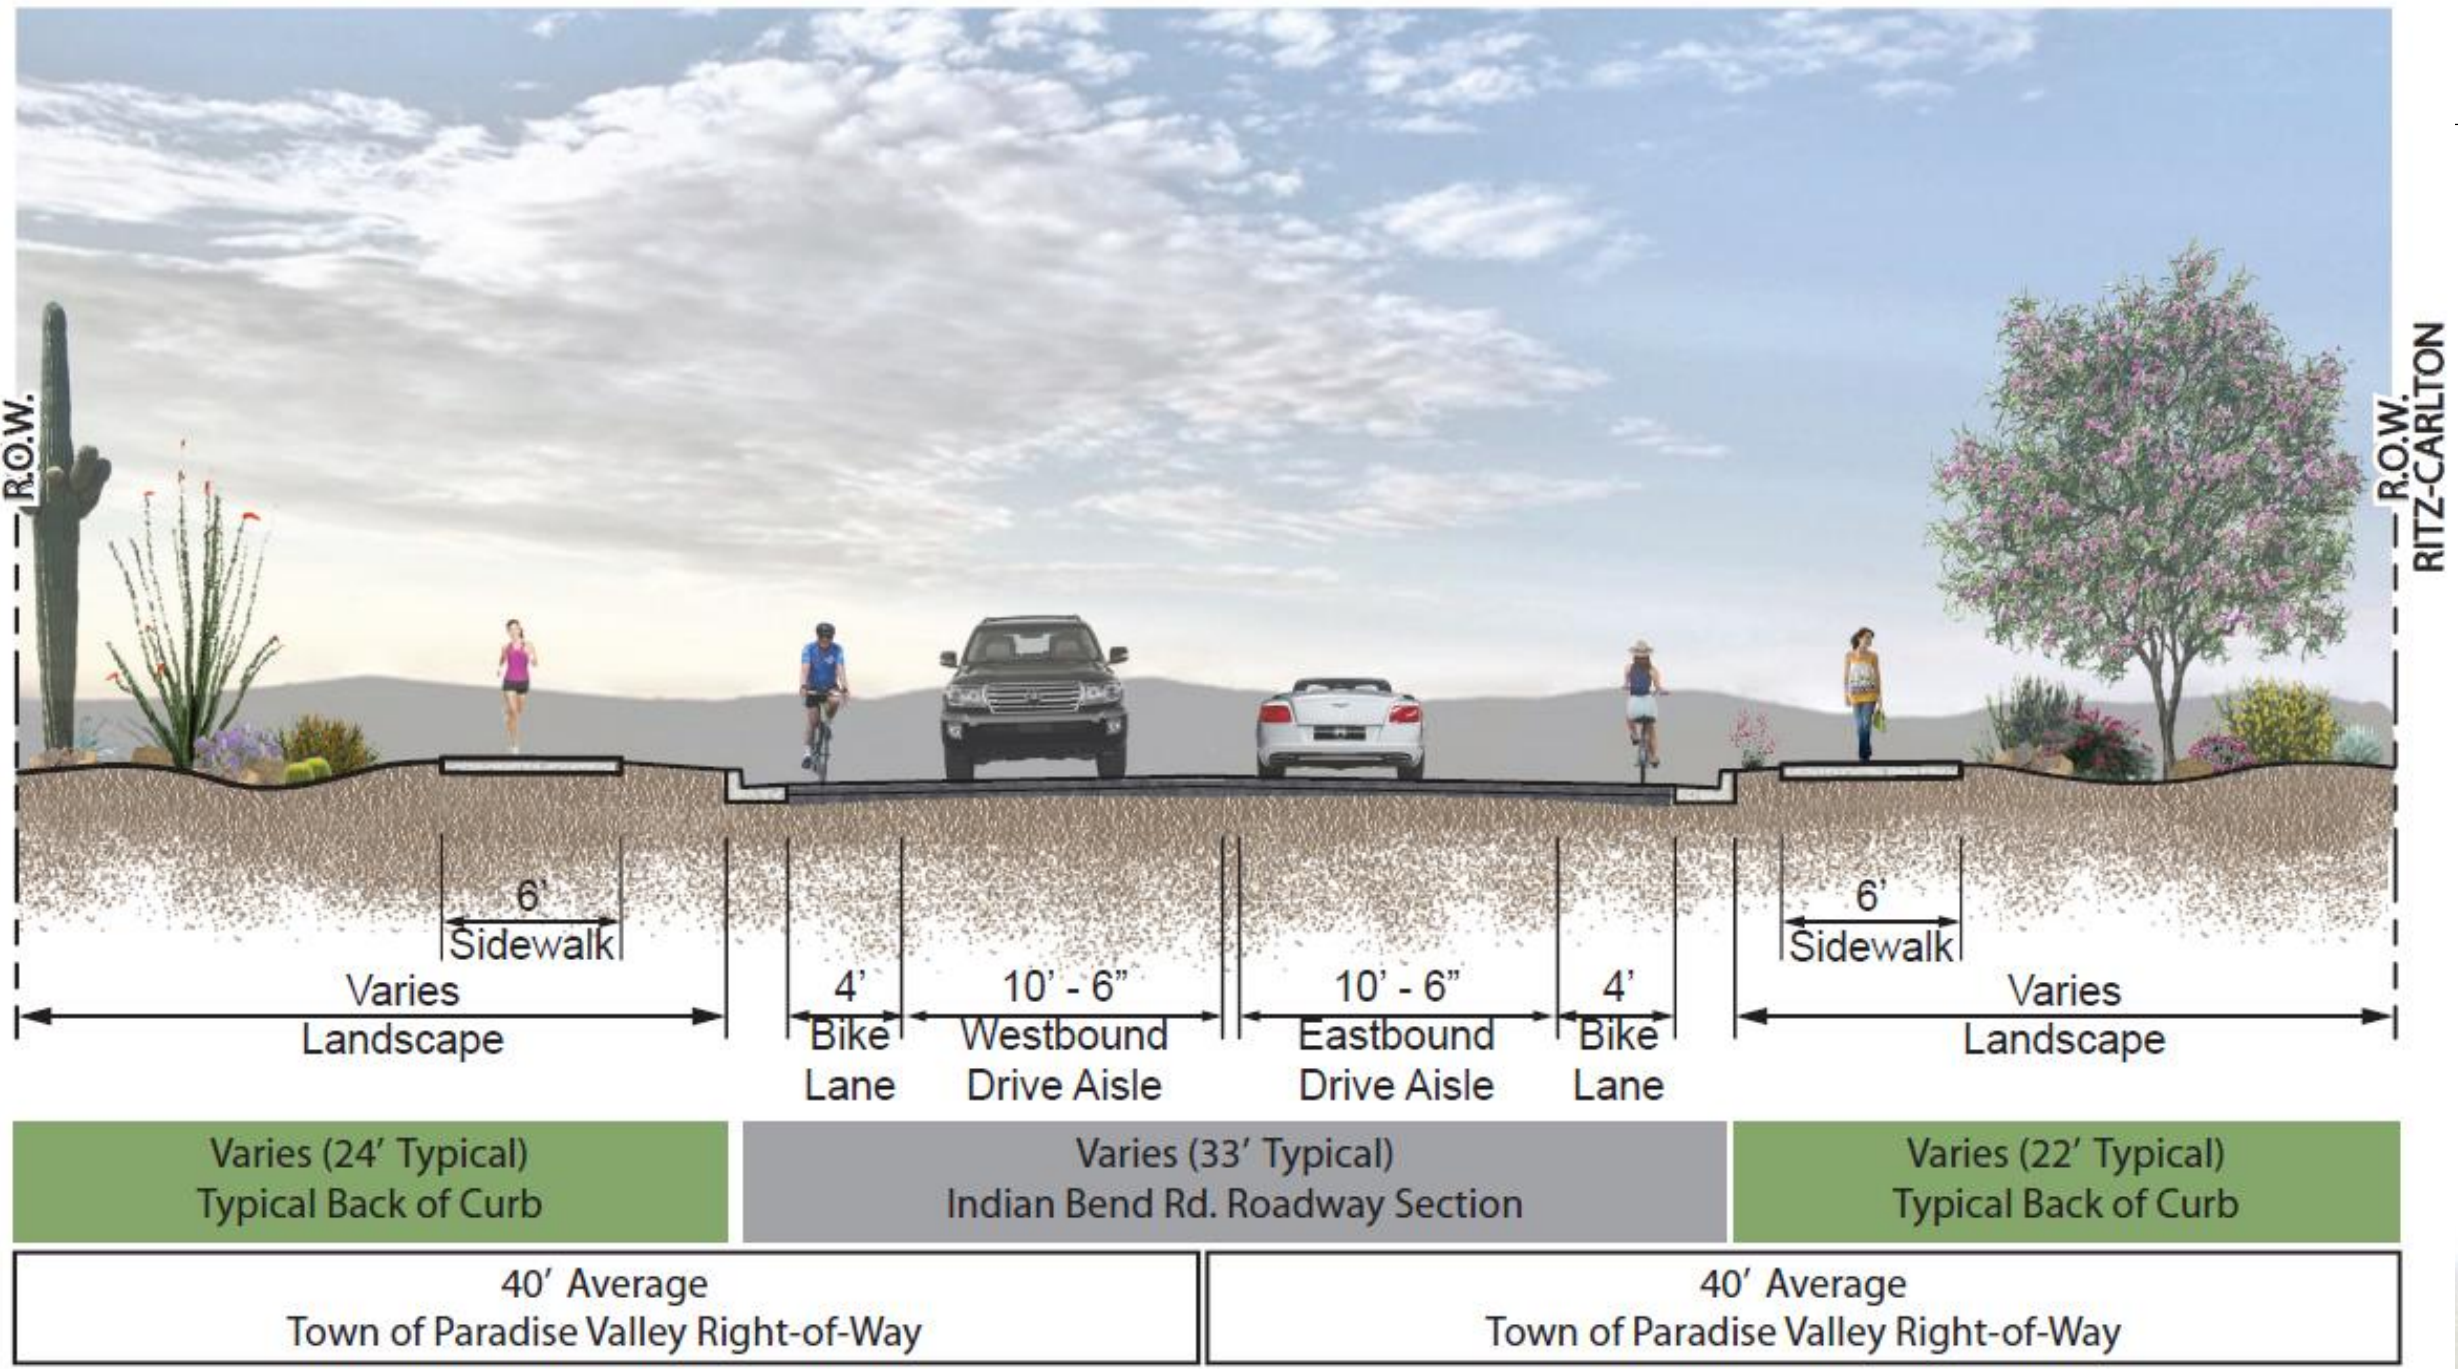 R.O.W.
R.O.W.
RITZ-CARLTON
6’
Sidewalk
6’
Sidewalk
Varies
Landscape
4’
Bike
Lane
10’ - 6”
Westbound
Drive Aisle
10’ - 6”
Eastbound
Drive Aisle
4’
Bike
Lane
Varies
Landscape
Varies (24’ Typical)
Typical Back of Curb
Varies (33’ Typical)
Indian Bend Rd. Roadway Section
Varies (22’ Typical)
Typical Back of Curb
40’ Average
Town of Paradise Valley Right-of-Way
40’ Average
Town of Paradise Valley Right-of-Way